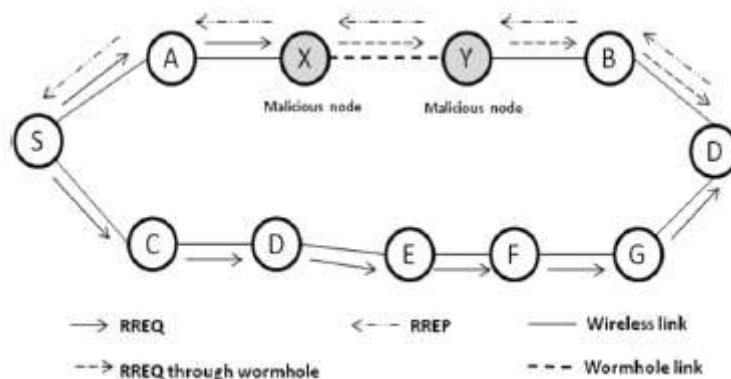 A X Y B
Malicious node Malicious node
S
D
C D E F G
RREQ RREP Wireless link
RREQ through wormhole Wormhole link